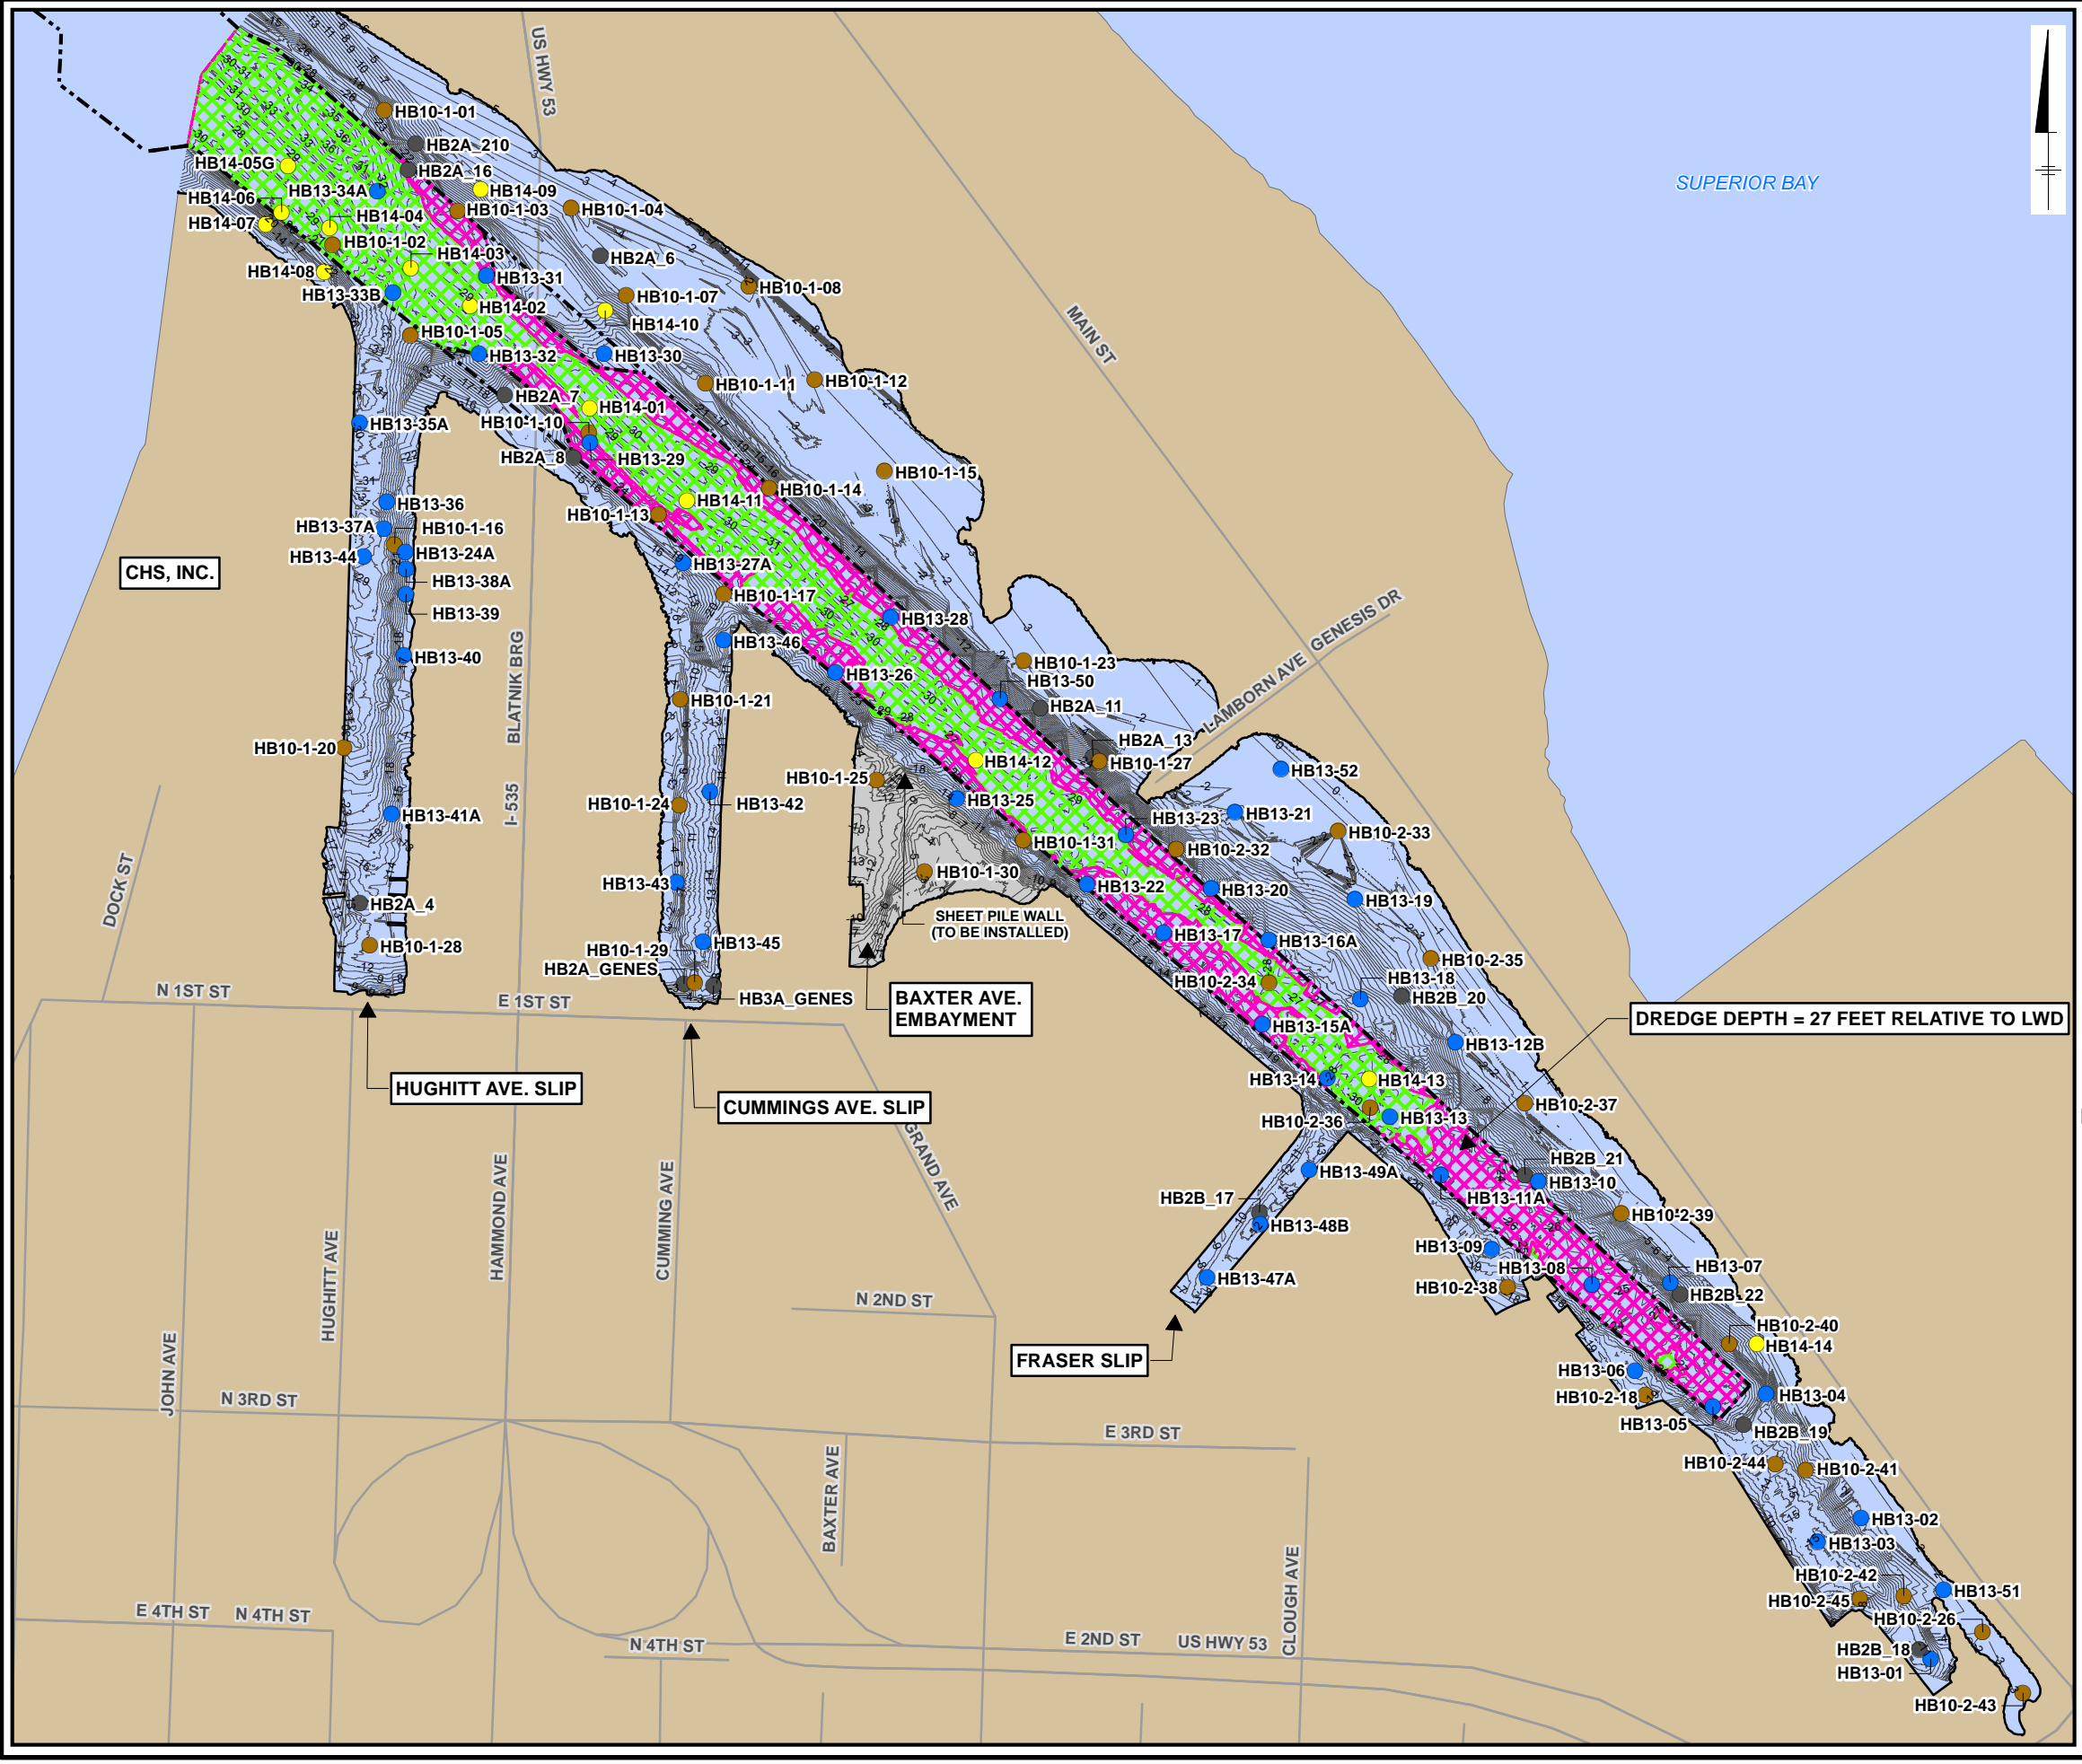 US HWY 53
HB10-1-01
HB2A_210
HB14-05G
HB2A_16
HB13-34A
HB14-09
HB14-06
HB10-1-03
HB10-1-04
HB14-07
HB14-04
HB10-1-02
HB14-03
HB2A_6
HB14-08
HB13-31
HB13-33B
HB10-1-07
HB10-1-08
HB14-02
HB14-10
HB10-1-05
HB13-32
HB13-30
SUPERIOR BAY
MAIN ST
HB2A_7
HB10-1-11
HB10-1-12
HB14-01
HB13-35A
HB10-1-10
HB2A_8
HB13-29
HB10-1-15
HB10-1-14
HB13-36
HB14-11
HB10-1-13
HB13-37A
HB10-1-16
HB13-44
HB13-24A
HB13-27A
CHS, INC.
HB13-38A
HB10-1-17
HB13-39
HB13-28
GENESIS DR
LAMBORN AVE
HB13-46
HB13-40
HB10-1-23
HB13-26
HB13-50
BLATNIK BRG
HB10-1-21
HB2A_11
HB2A_13
HB10-1-20
HB14-12
HB10-1-27
HB13-52
HB10-1-25
I- 535
HB10-1-24
HB13-42
HB13-25
HB13-41A
HB13-23
HB13-21
HB10-2-33
HB10-1-31
HB10-2-32
HB10-1-30
HB13-43
HB13-22
HB13-20
HB13-19
DOCK ST
HB2A_4
SHEET PILE WALL
(TO BE INSTALLED)
HB13-17
HB13-16A
HB10-1-28
HB10-1-29
HB13-45
HB10-2-35
HB2A_GENES
HB10-2-34
HB13-18
HB2B_20
HB3A_GENES
N 1ST ST
E 1ST ST
BAXTER AVE.
EMBAYMENT
HB13-15A
DREDGE DEPTH = 27 FEET RELATIVE TO LWD
HB13-12B
HUGHITT AVE. SLIP
CUMMINGS AVE. SLIP
HB13-14
HB14-13
HB10-2-37
HB10-2-36
HB13-13
GRAND AVE
HB13-49A
HB2B_21
HB13-10
HB2B_17
HB13-11A
HB10-2-39
HB13-48B
HAMMOND AVE
CUMMING AVE
HUGHITT AVE
HB13-09
HB13-08
HB13-07
HB13-47A
HB10-2-38
HB2B_22
N 2ND ST
HB10-2-40
HB14-14
FRASER SLIP
JOHN AVE
HB13-06
HB10-2-18
HB13-04
HB13-05
HB2B_19
N 3RD ST
E 3RD ST
BAXTER AVE
HB10-2-44
HB10-2-41
HB13-02
HB13-03
CLOUGH AVE
HB10-2-42
HB13-51
HB10-2-45
HB10-2-26
E 4TH ST
N 4TH ST
N 4TH ST
E 2ND ST
US HWY 53
HB2B_18
HB13-01
HB10-2-43